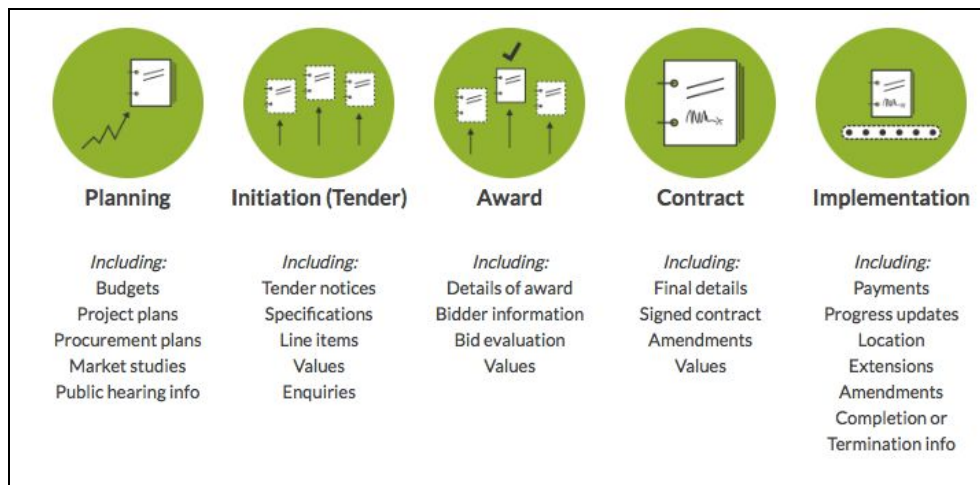 Planning
Including:
Budgets
Project plans
Procurement plans
Market studies
Public hearing info
Initiation (Tender)
Including:
Tender notices
Specifications
Line items
Values
Enquiries
Award
Including:
Details of award
Bidder information
Bid evaluation
Values
Contract
Including:
Final details
Signed contract
Amendments
Values
Implementation
Including:
Payments
Progress updates
Location
Extensions
Amendments
Completion or
Termination info